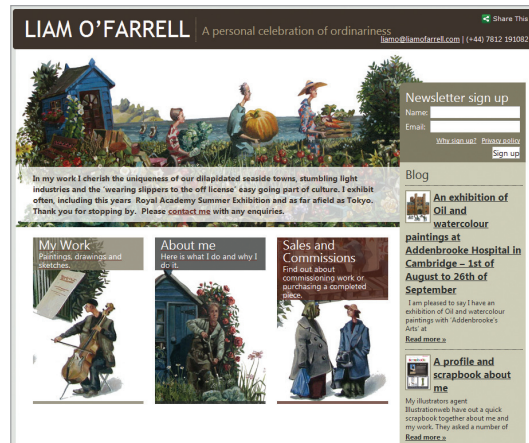 Share This
LIAM O'FARRELL
A personal celebration of ordinariness
liamo@liamofarrell.com | (+44) 7812 191082
In my work I cherish the uniqueness of our dilapidated seaside towns, stumbling light
industries and the 'wearing slippers to the off license' easy going part of culture. I exhibit
often, including this years Royal Academy Summer Exhibition and as far afield as Tokyo.
Thank you for stopping by. Please contact me with any enquiries.
My Work
Paintings, drawings and
sketches.
About me
Here is what I do and why I
do it.
Sales and
Commissions
Find out about
commissioning work or
purchasing a completed
piece.
Newsletter sign up
Name:
Email:
Why sign up? Privacy policy
Sign up
Blog
An exhibition of
Oil and
watercolour
paintings at
Addenbrooke Hospital in
Cambridge – 1st of
August to 26th of
September
I am pleased to say I have an
exhibition of Oil and watercolour
paintings with 'Addenbrooke's
Arts' at
Read more »
A profile and
scrapbook about
me
My illustrators agent
Illustrationweb have out a quick
scrapbook together about me and
my work. They asked a number of
Read more »